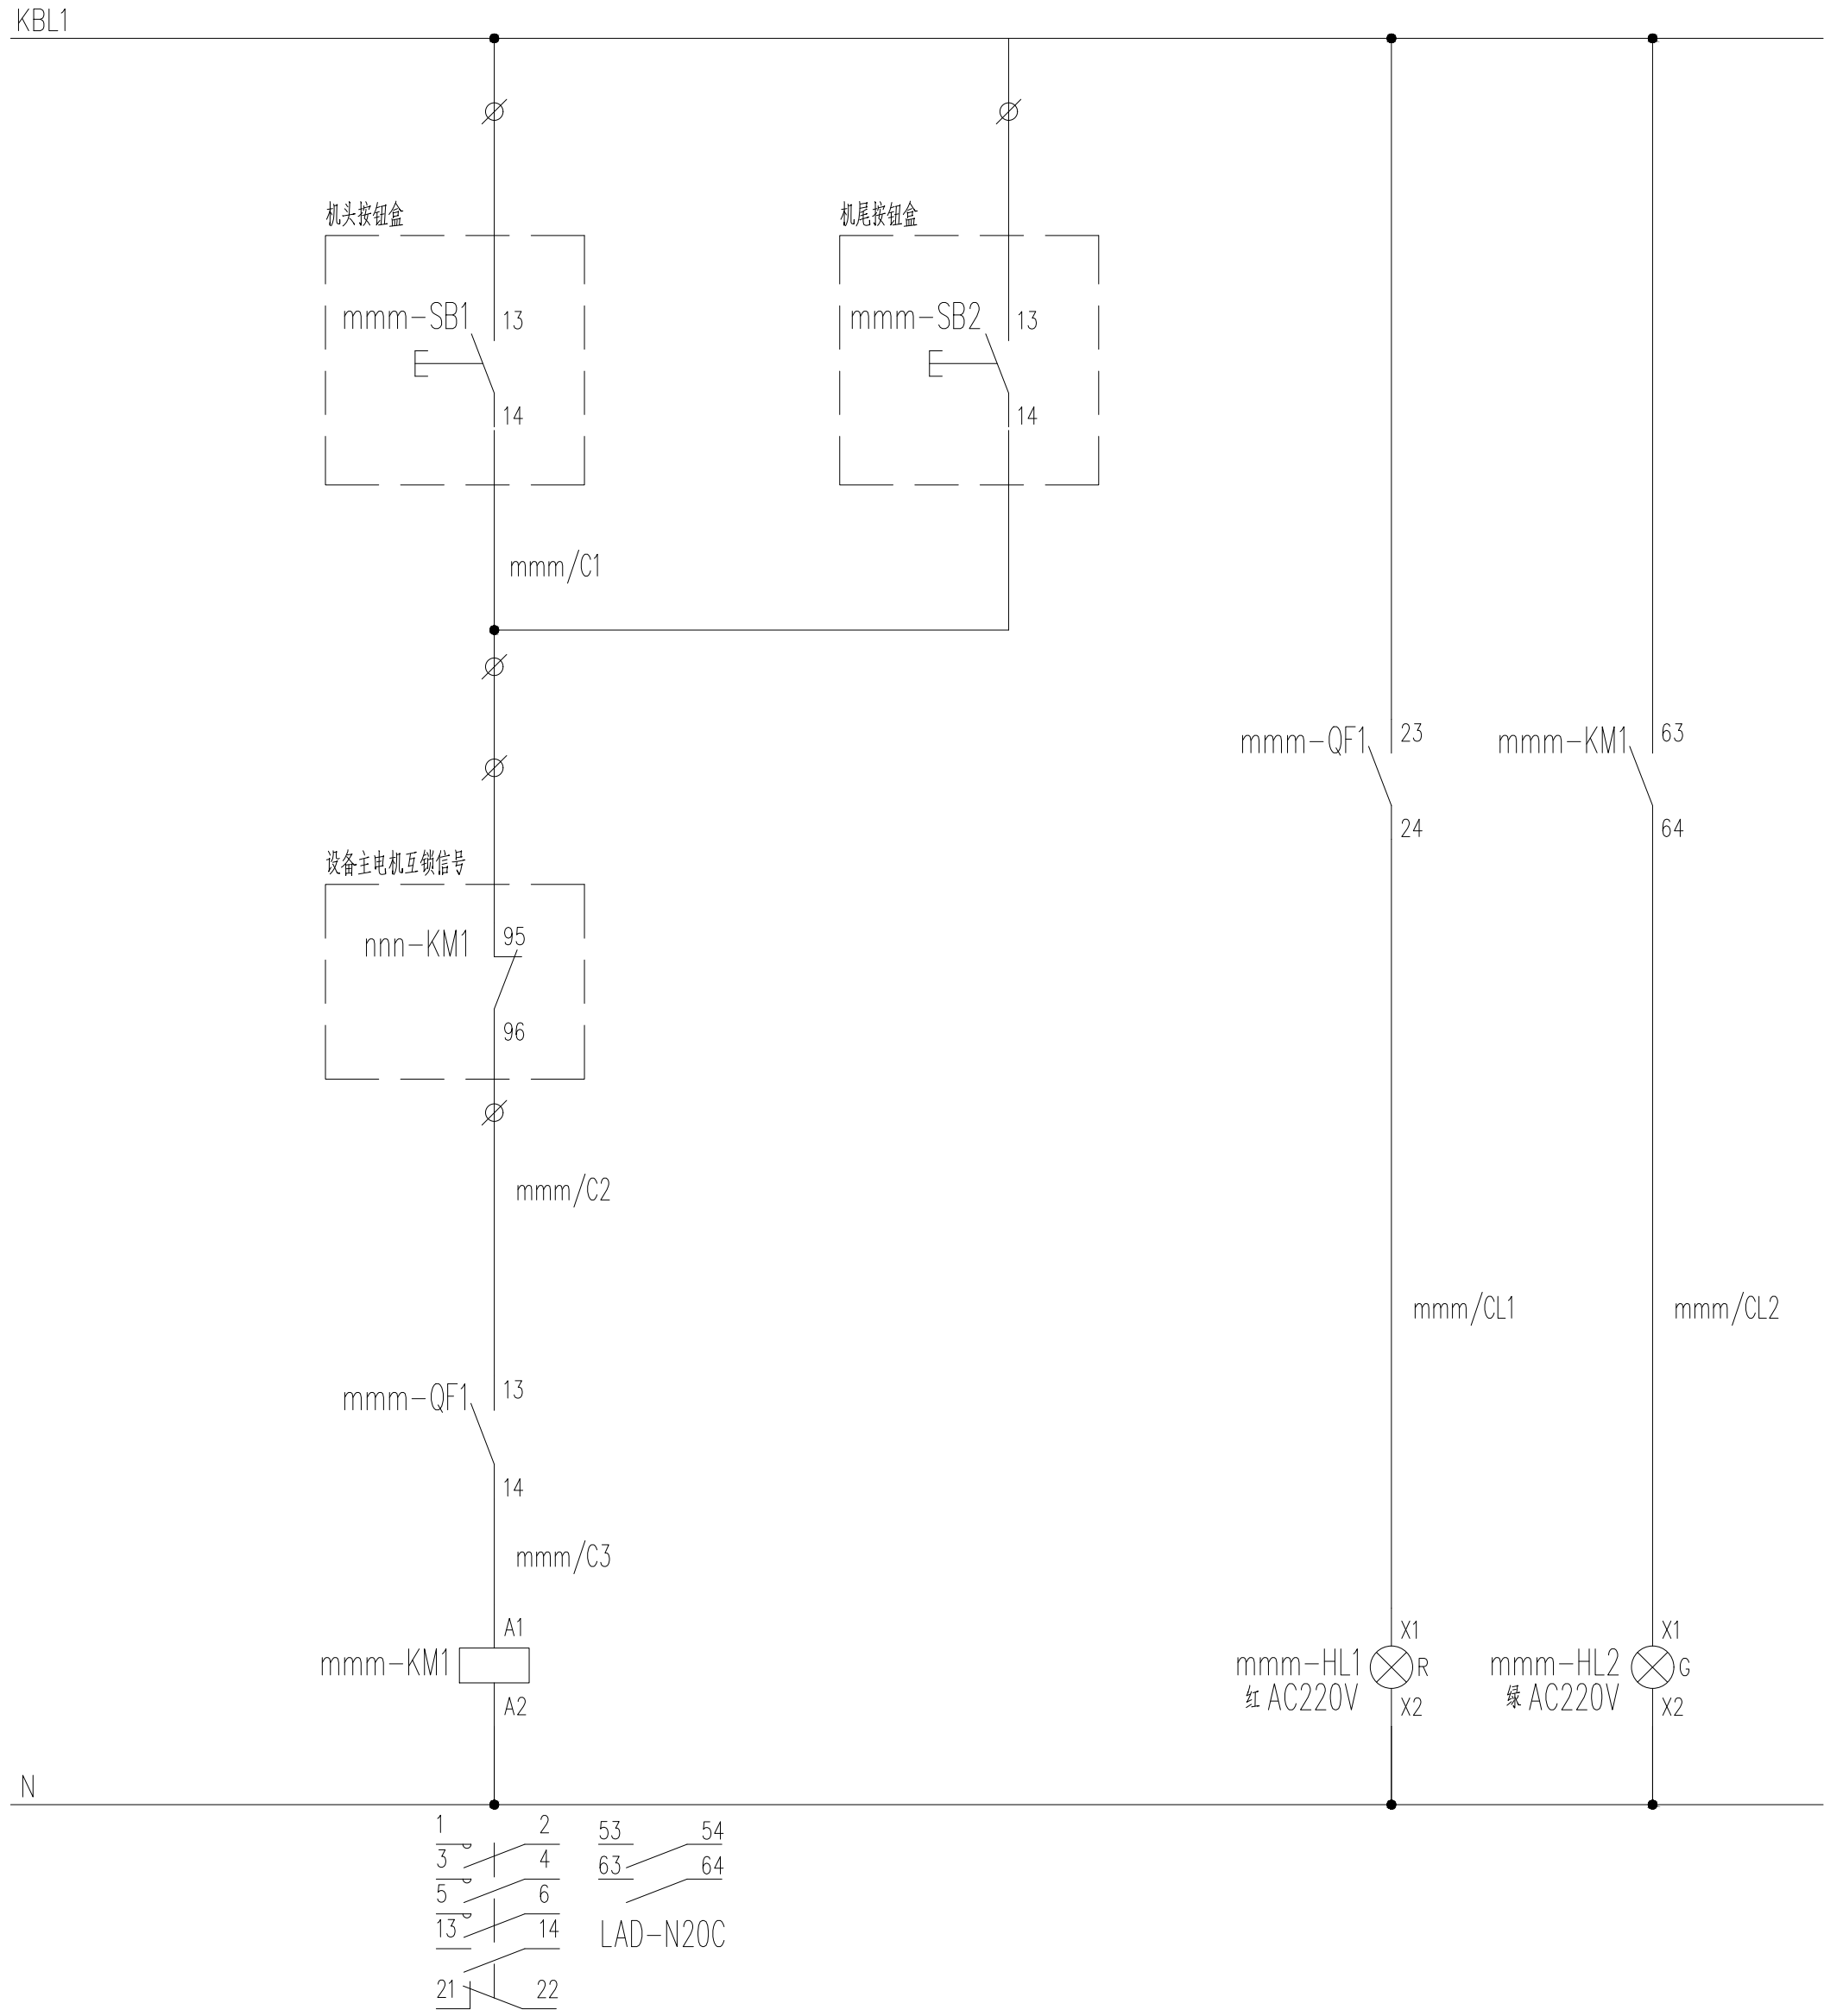 KBL1
机头按钮盒
机尾按钮盒
mmm-SB1
13
14
mmm-SB2
13
14
mmm/C1
mmm-QF1
23
24
mmm-KM1
63
64
设备主电机互锁信号
nnn-KM1
95
96
mmm/C2
mmm/CL1
mmm/CL2
mmm-QF1
13
14
mmm/C3
A1
mmm-KM1
A2
X1
mmm-HL1
R
红 AC220V
X2
X1
mmm-HL2
G
绿 AC220V
X2
N
1 2
3 4
5 6
13 14
21 22
53 54
63 64
LAD-N20C